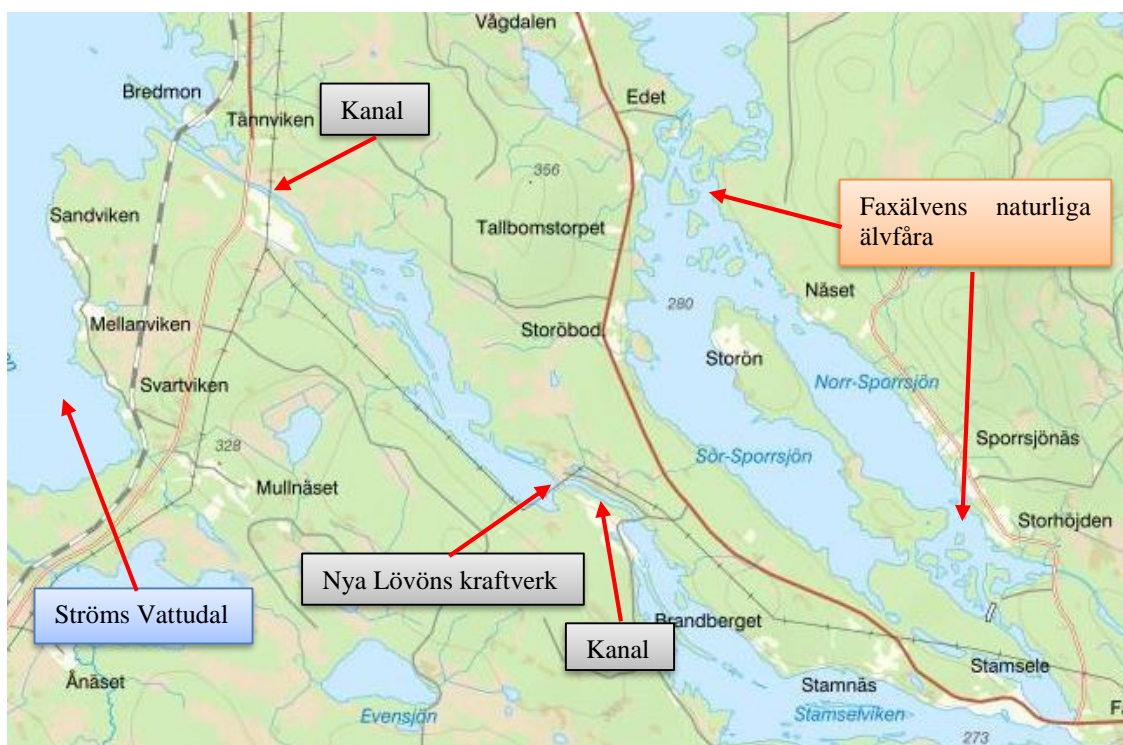 Vågdalen
Bredmon
Edet
Tännviken
Kanal
356
Faxälvens naturliga
älvfåra
Sandviken
Tallbomstorpet
Näset
280
Mellanviken
Storöbod.
Storön
Norr-Sporrsjön
Svartviken
Sporrsjönäs
328
Sör-Sporrsjön
Mullnäset
Storhöjden
Nya Lövöns kraftverk
Ströms Vattudal
Brandberget
Kanal
Stamsele
Ånäset
Stamnäs
Evensjön
Stamselviken
273